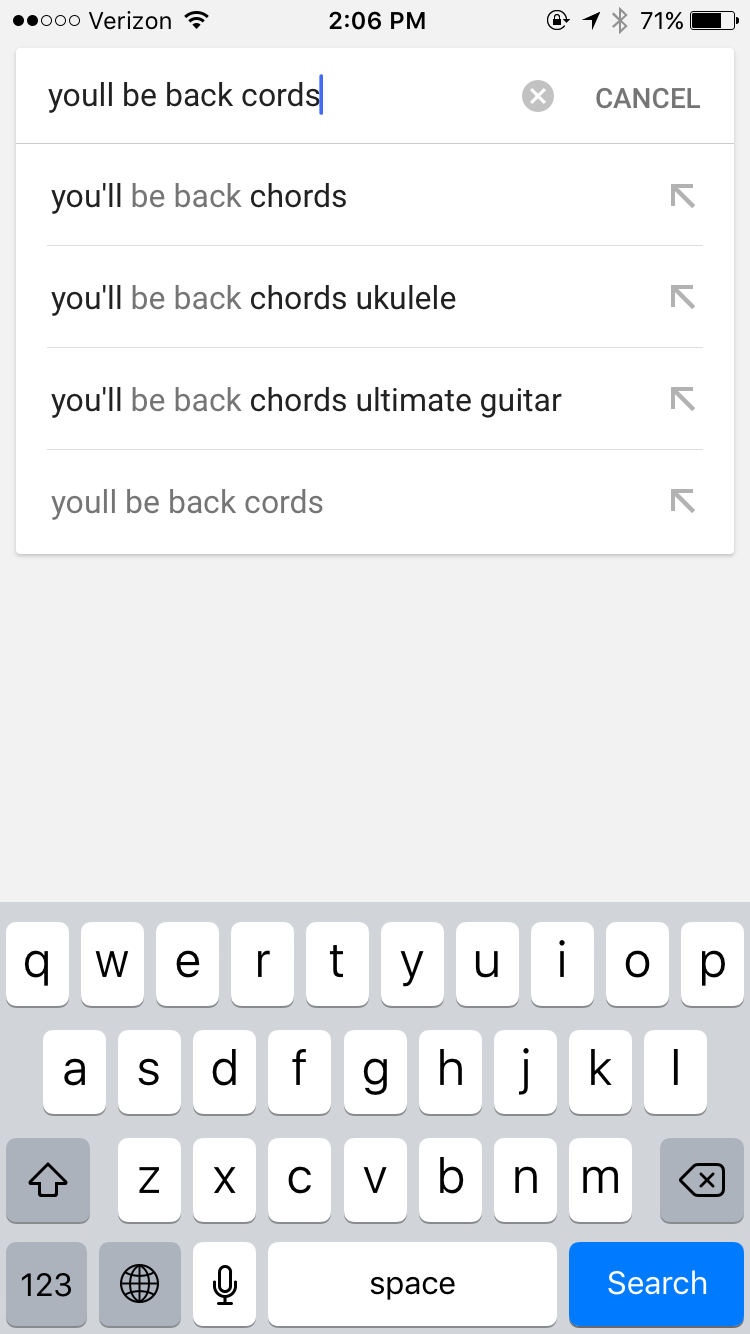 Verizon 2:06 PM 71%
youll be back cords CANCEL
you'll be back chords
you'll be back chords ukulele
you'll be back chords ultimate guitar
youll be back cords
q w e r t y u i o p
a s d f g h j k l
z x c v b n m
123 space Search